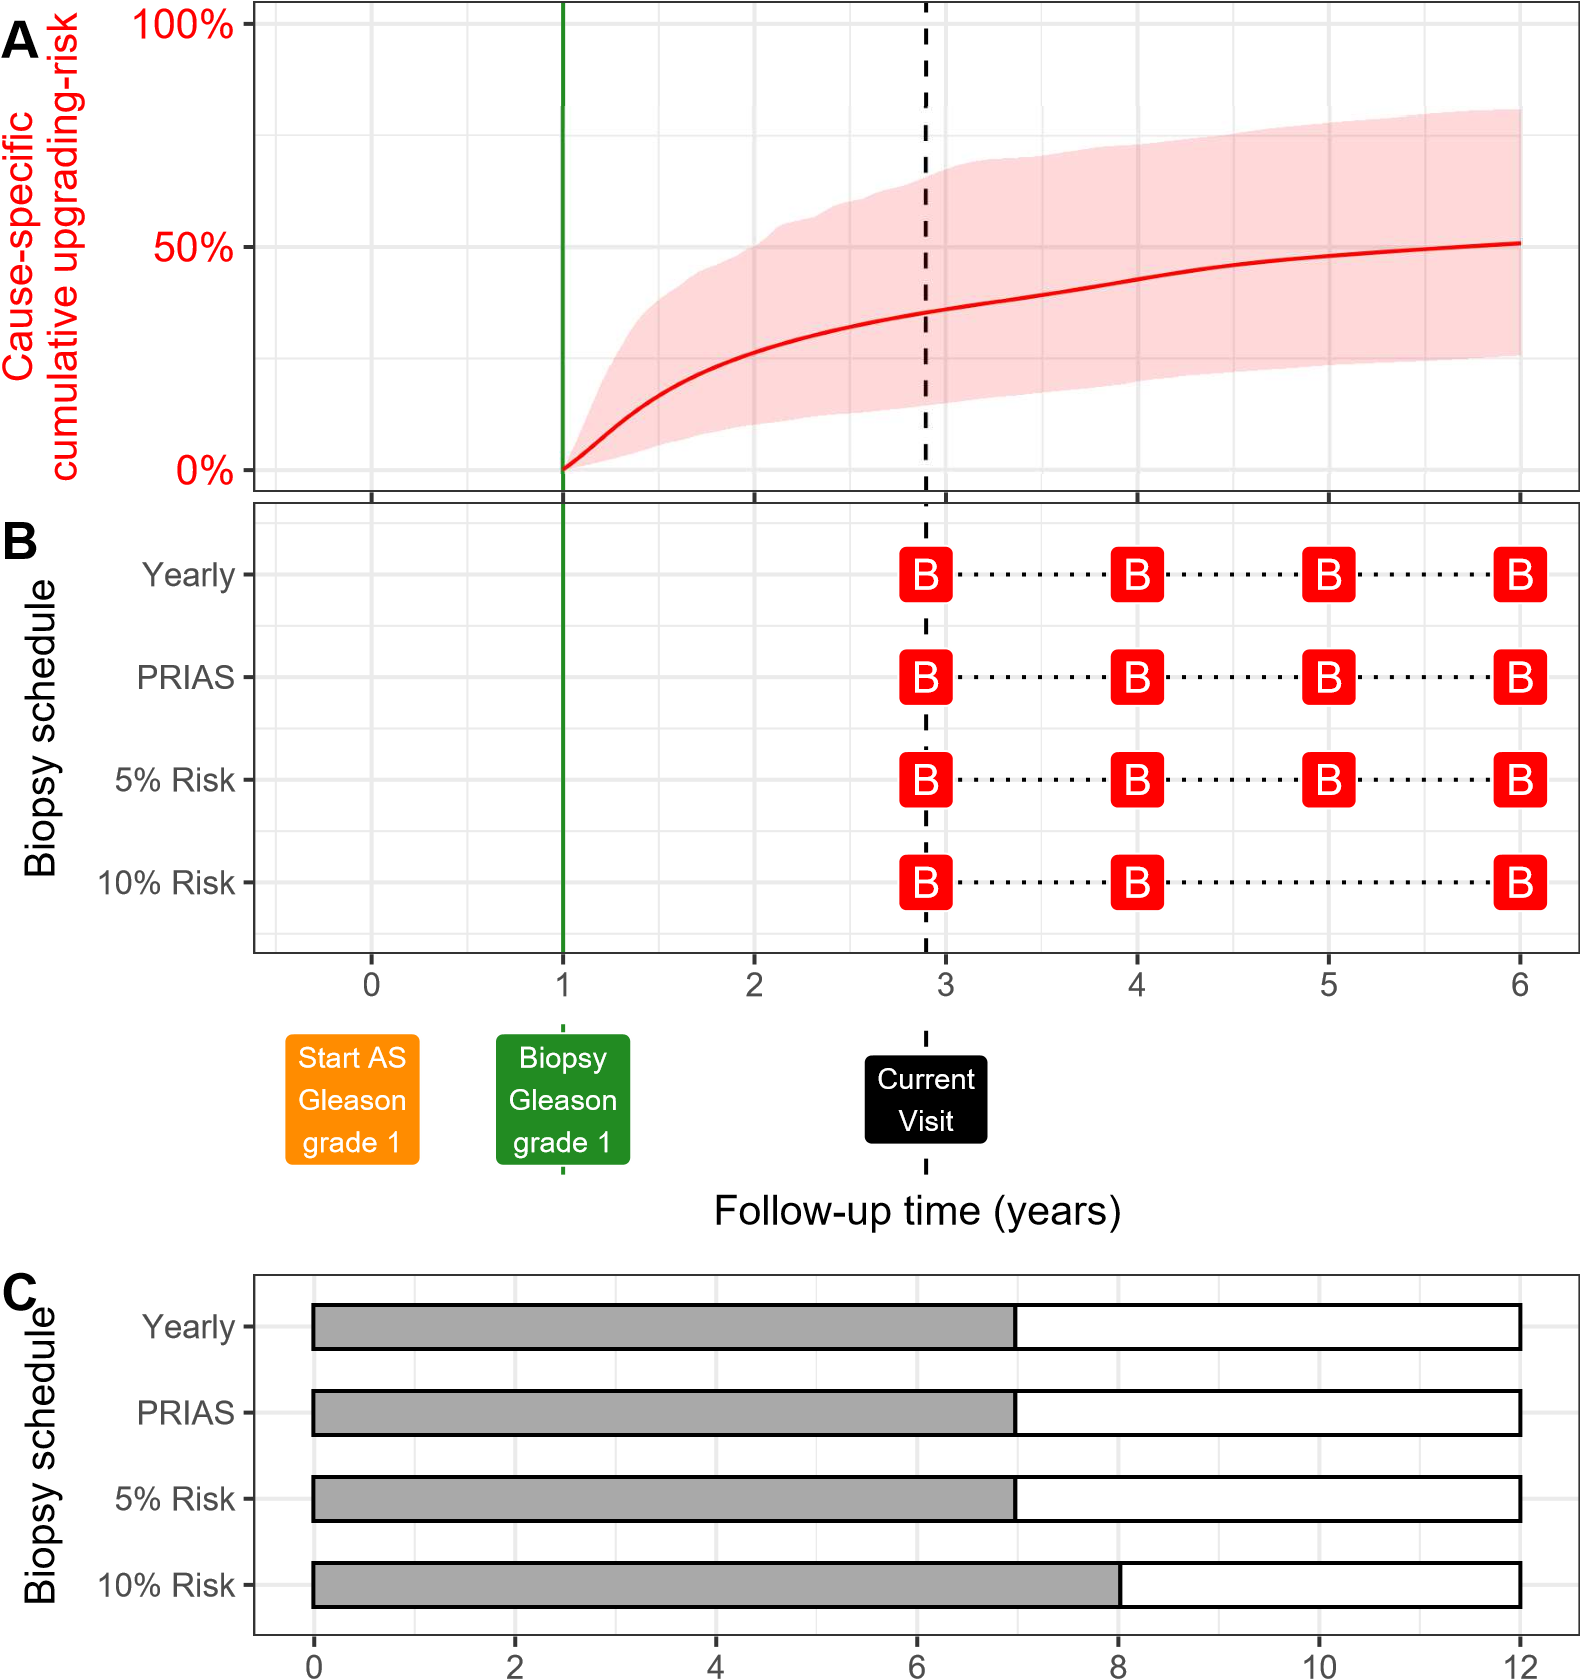 A
Cause-specific
cumulative upgrading-risk
100%
50%
0%
B
Biopsy schedule
Yearly
B B B B
PRIAS
B B B B
5% Risk
B B B B
10% Risk
B B B
0 1 2 3 4 5 6
Start AS
Gleason
grade 1
Biopsy
Gleason
grade 1
Current
Visit
Follow-up time (years)
C
Biopsy schedule
Yearly
PRIAS
5% Risk
10% Risk
0 2 4 6 8 10 12